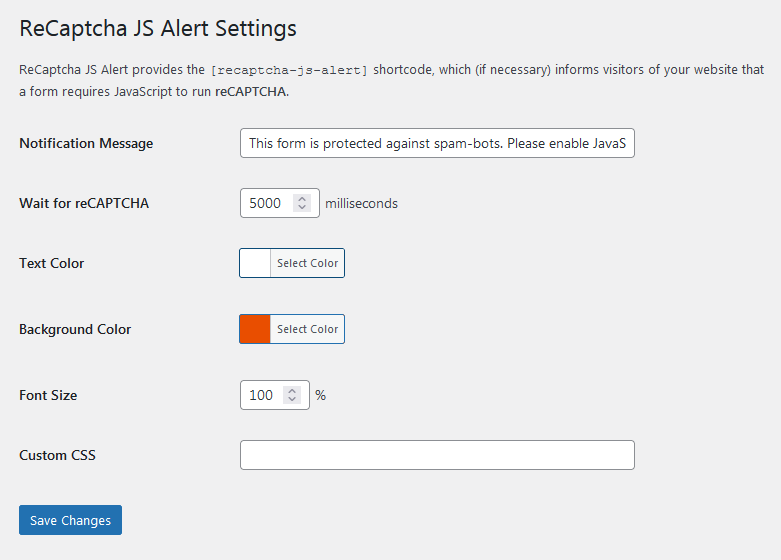 ReCaptcha JS Alert Settings
ReCaptcha JS Alert provides the [recaptcha-js-alert] shortcode, which (if necessary) informs visitors of your website that
a form requires JavaScript to run reCAPTCHA.
Notification Message This form is protected against spam-bots. Please enable JavaS
Wait for reCAPTCHA 5000 milliseconds
Text Color Select Color
Background Color Select Color
Font Size 100 %
Custom CSS
Save Changes